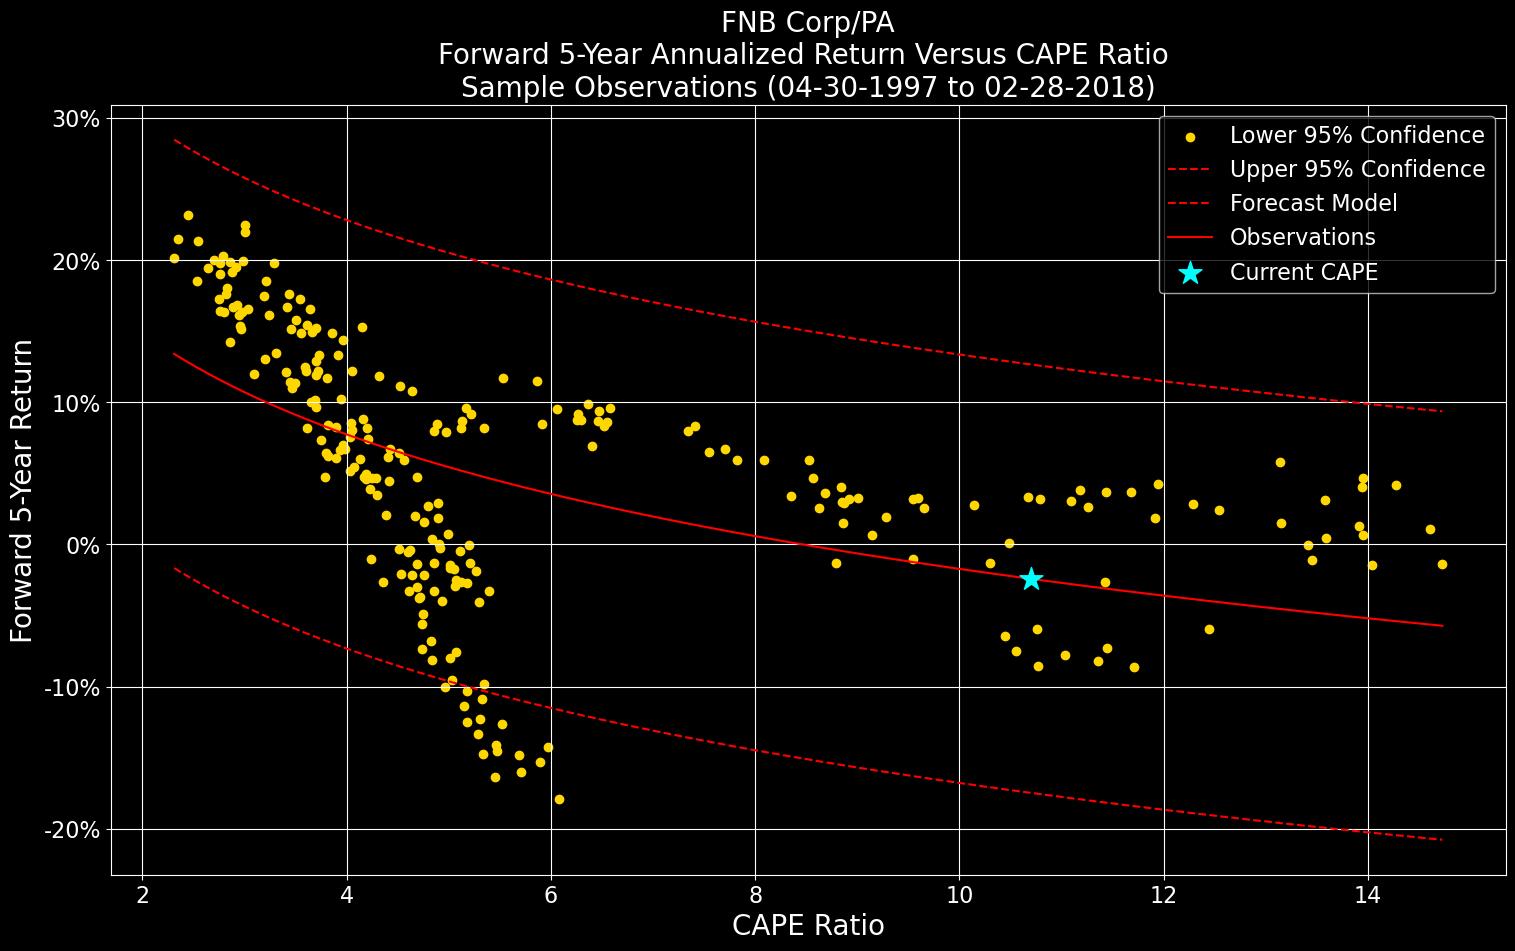 FNB Corp/PA
Forward 5-Year Annualized Return Versus CAPE Ratio
Sample Observations (04-30-1997 to 02-28-2018)
Lower 95% Confidence
Upper 95% Confidence
Forecast Model
Observations
Current CAPE
Forward 5-Year Return
30%
20%
10%
0%
-10%
-20%
2 4 6 8 10 12 14
CAPE Ratio